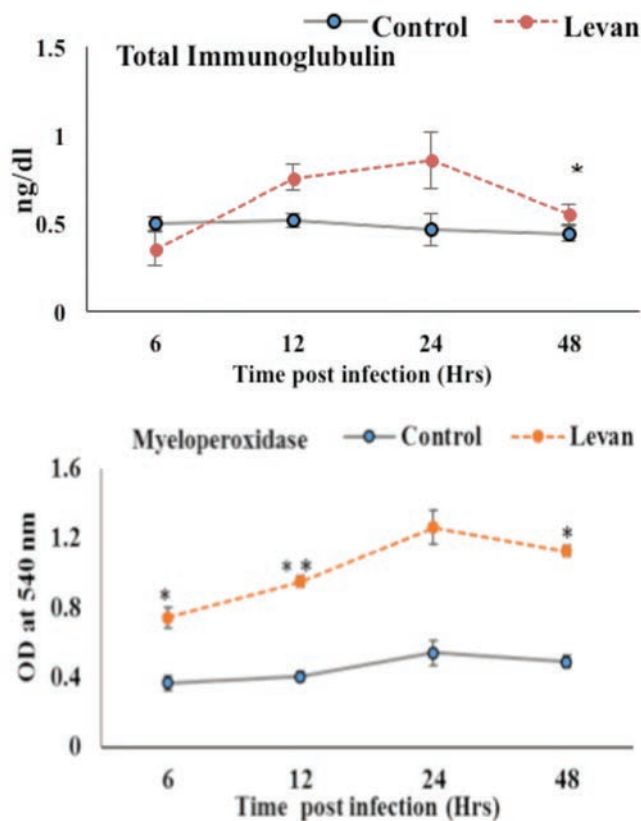 Control Levan
1.5
Total Immunoglubulin
1
ng/dl
*
0.5
0
6 12 24 48
Time post infection (Hrs)
Myeloperoxidase Control Levan
1.6
1.2
*
* *
*
OD at 540 nm
0.8
0.4
0
6 12 24 48
Time post infection (Hrs)